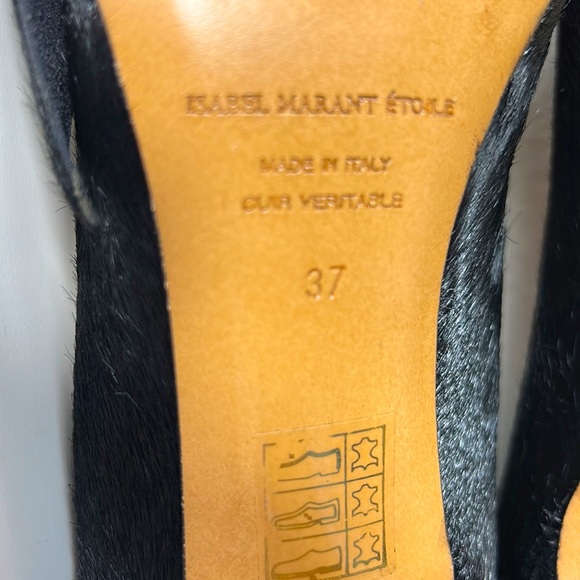 ISABEL MARANT ÉTOILE
MADE IN ITALY
CUIR VERITABLE
37